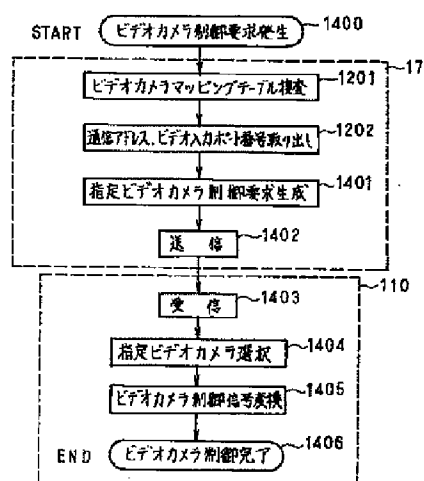 START ビデオカメラ制御要求発生 1400
17
ビデオカメラマッピングテーブル捜査 1201
通信アドレス、ビデオ入力ポート番号取り出し 1202
指定ビデオカメラ制御要求生成 1401
送信 1402
110
受信 1403
指定ビデオカメラ選択 1404
ビデオカメラ制御信号変換 1405
END ビデオカメラ制御完了 1406